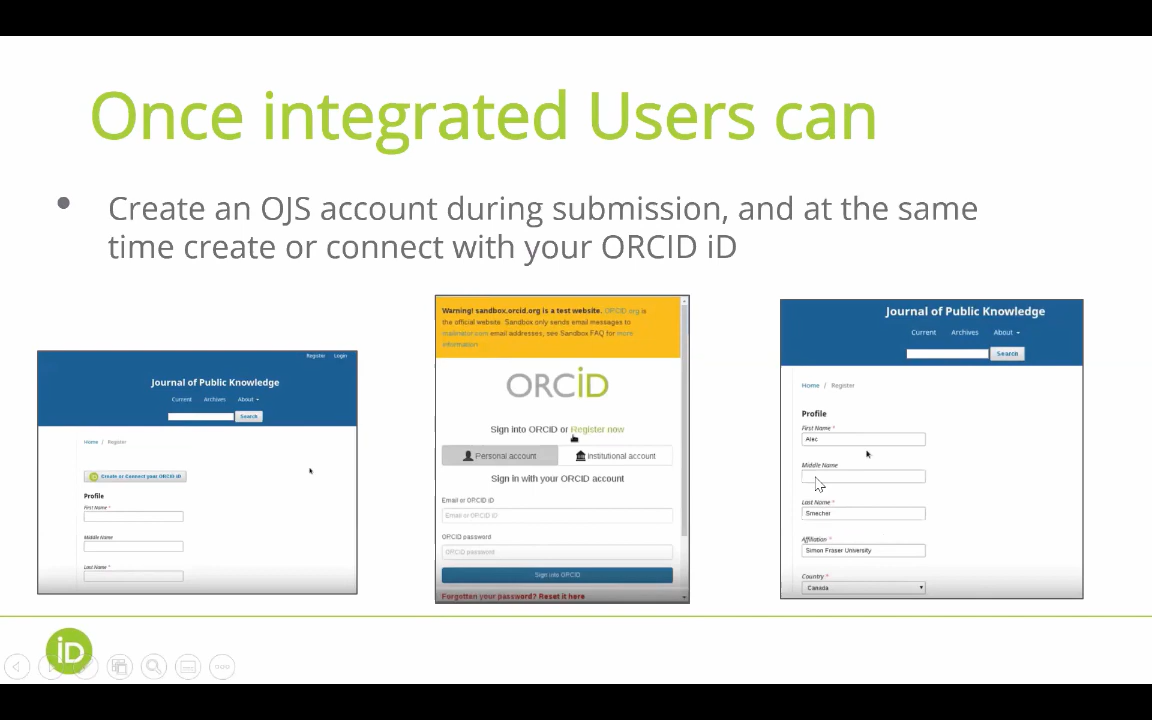 Once integrated Users can
Create an OJS account during submission, and at the same
time create or connect with your ORCID iD
Register Login
Journal of Public Knowledge
Current Archives About
Search
Home / Register
Create or Connect your ORCID iD
Profile
First Name *
Middle Name
Last Name *
Warning! sandbox.orcid.org is a test website. ORCID.org is
the official website. Sandbox only sends email messages to
mailinator.com email addresses, see Sandbox FAQ for more
information
ORCID
Sign into ORCID or Register now
Personal account Institutional account
Sign in with your ORCID account
Email or ORCID iD
Email or ORCID iD
ORCID password
ORCID password
Sign into ORCID
Forgotten your password? Reset it here
Journal of Public Knowledge
Current Archives About
Search
Home / Register
Profile
First Name *
Alec
Middle Name
Last Name *
Smecher
Affiliation *
Simon Fraser University
Country *
Canada
iD